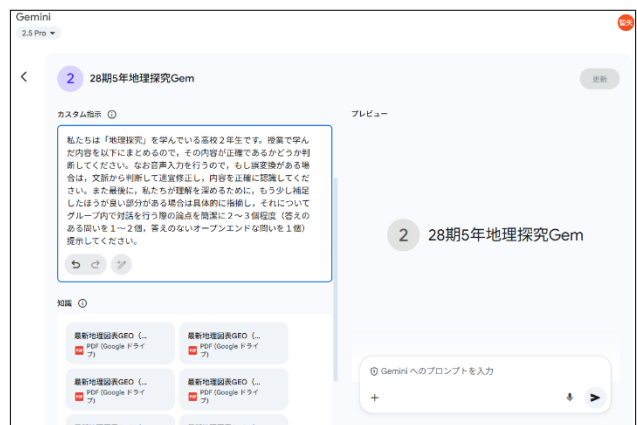 Gemini
2.5 Pro
聖矢
2 28期5年地理探究Gem
更新
カスタム指示
プレビュー
私たちは「地理探究」を学んでいる高校2年生です。授業で学ん
だ内容を以下にまとめるので、その内容が正確であるかどうか判
断してください。なお音声入力を行うので、もし誤変換がある場
合は、文脈から判断して適宜修正し、内容を正確に認識してくだ
さい。また最後に、私たちが理解を深めるために、もう少し補足
したほうが良い部分がある場合は具体的に指摘し、それについて
グループ内で対話を行う際の論点を簡潔に2～3個程度（答えの
ある問いを1～2個，答えのないオープンエンドな問いを1個）
提示してください。
2 28期5年地理探究Gem
知識
最新地理図表GEO（...
PDF (Google ドライ
ブ)
最新地理図表GEO（...
PDF (Google ドライ
ブ)
最新地理図表GEO（...
PDF (Google ドライ
ブ)
最新地理図表GEO（...
PDF (Google ドライ
ブ)
Gemini へのプロンプトを入力